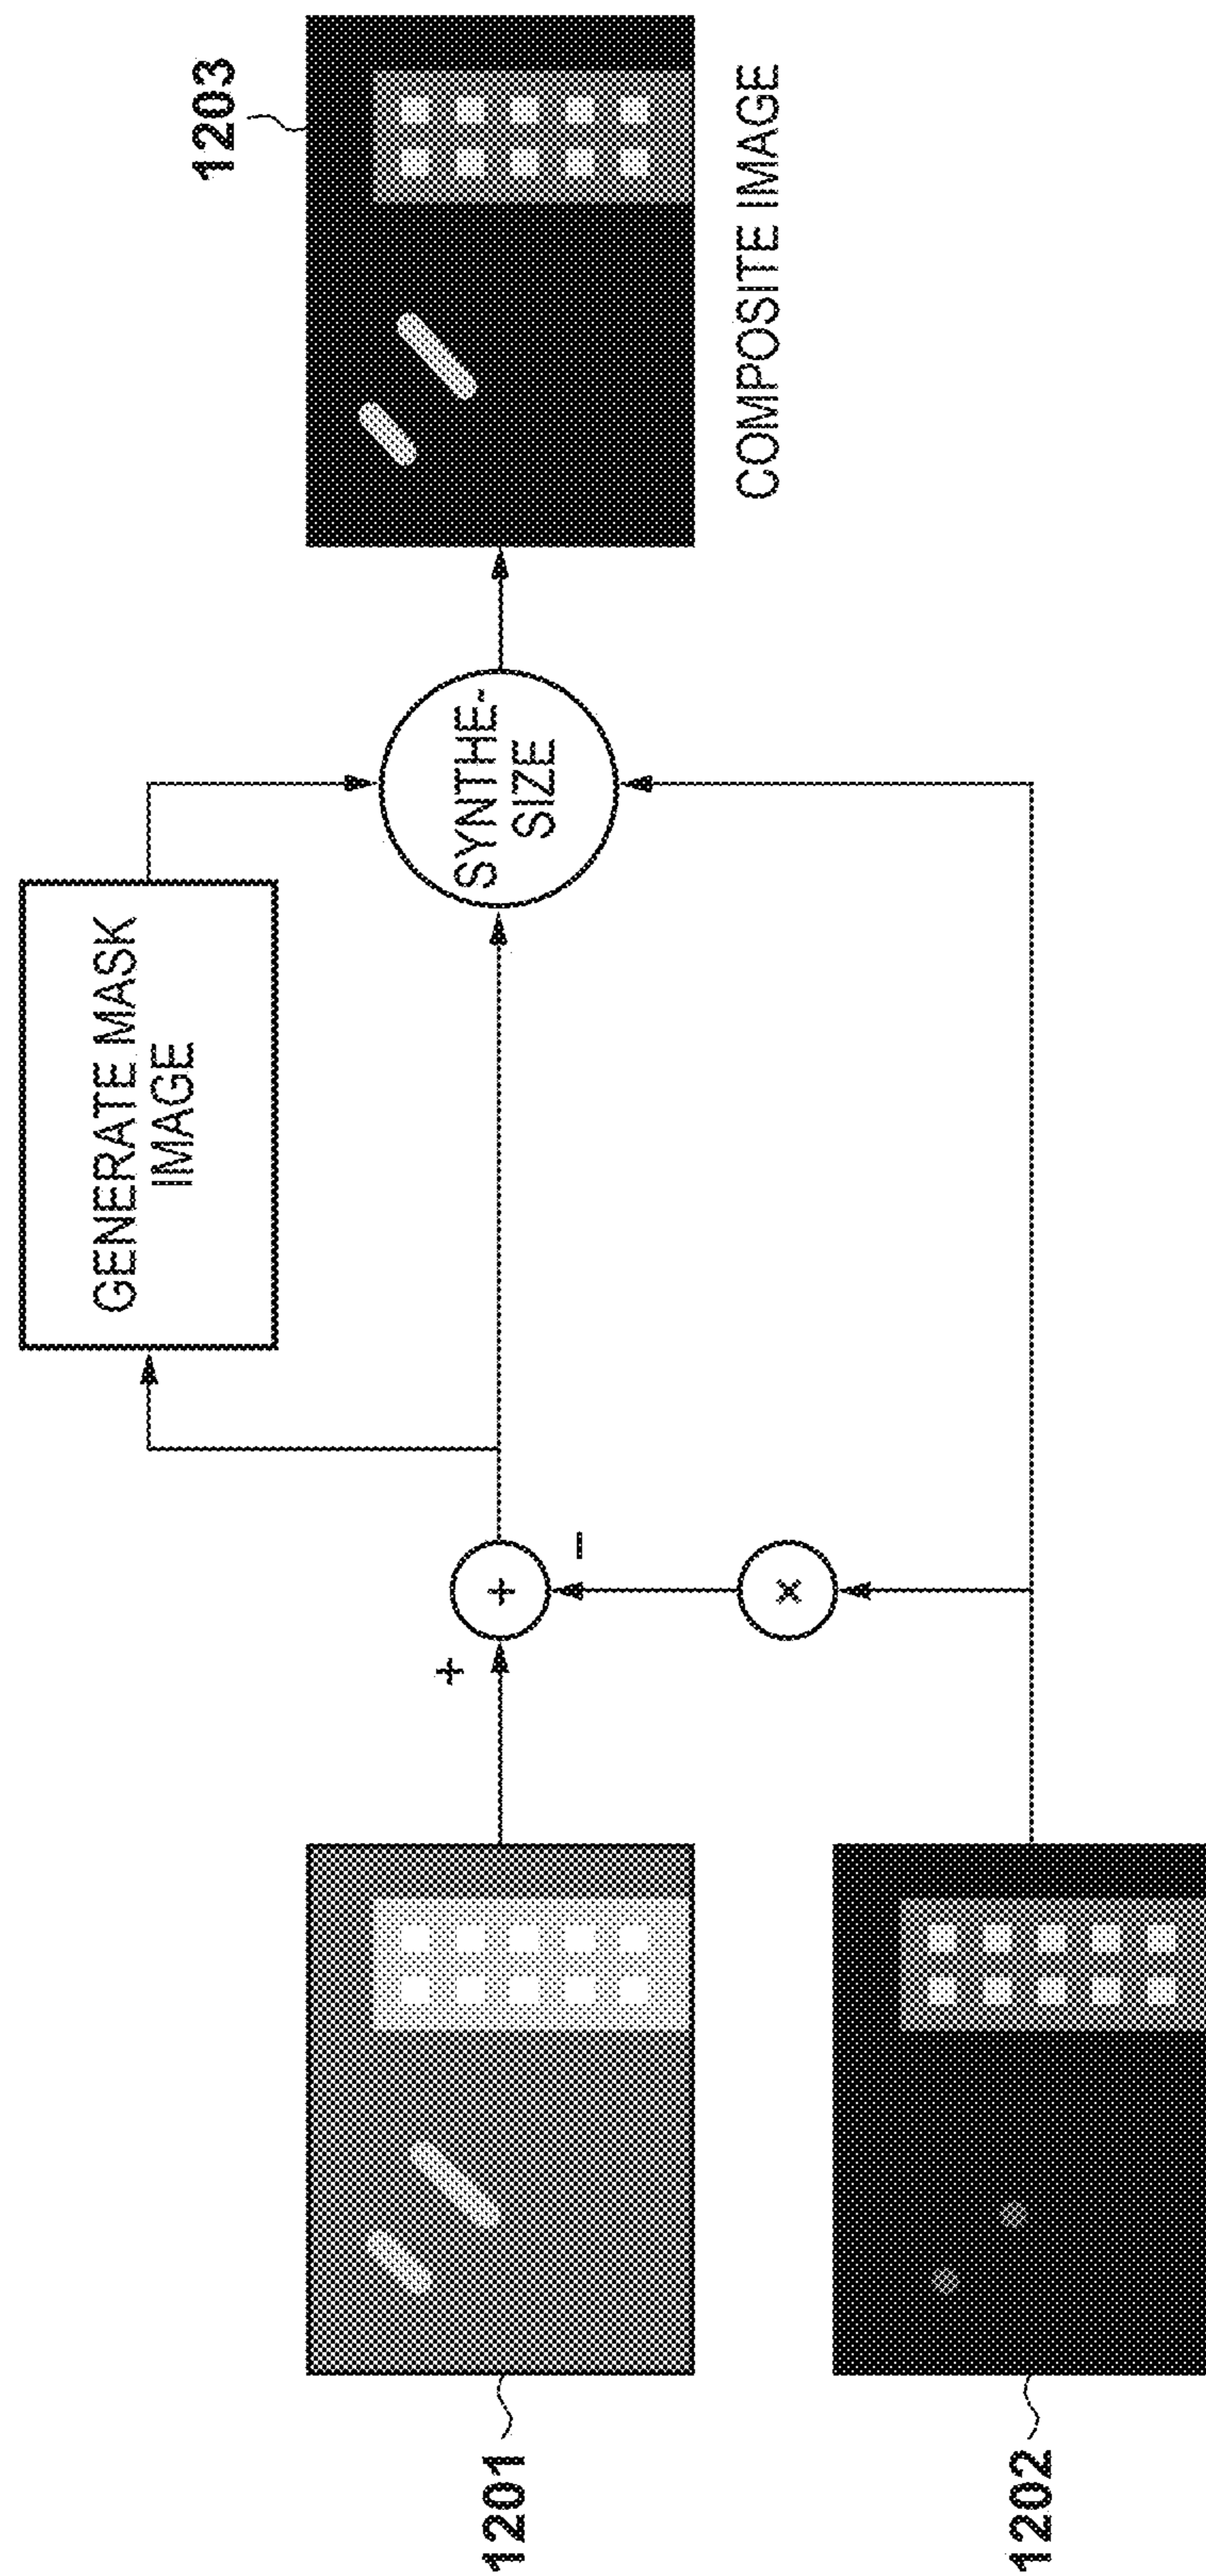 1201
1202
+
+
−
×
GENERATE MASK
IMAGE
SYNTHE-
SIZE
1203
COMPOSITE IMAGE